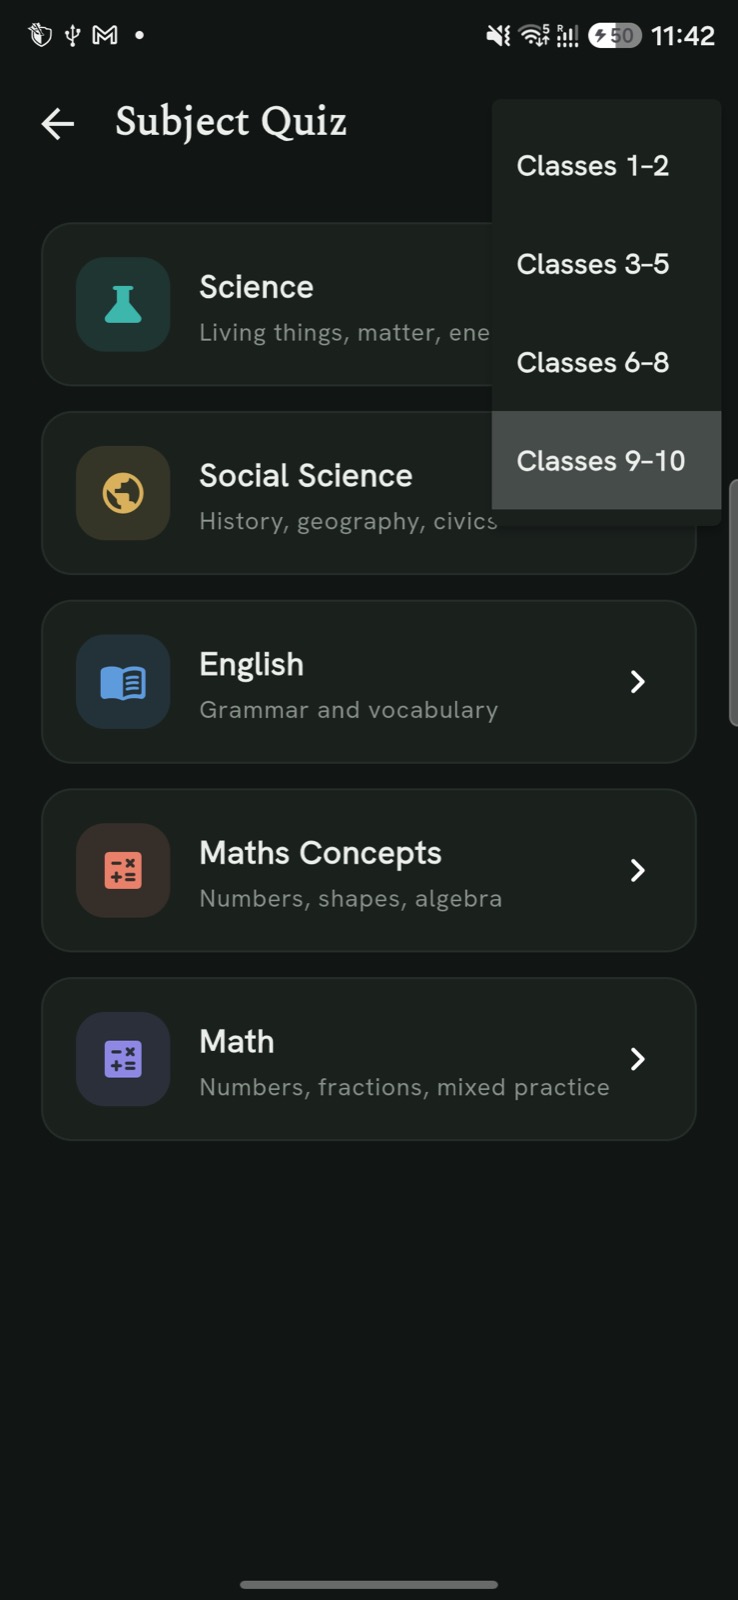 50 11:42
Subject Quiz
Classes 1–2
Classes 3–5
Classes 6–8
Classes 9–10
Science
Living things, matter, ene
Social Science
History, geography, civics
English
Grammar and vocabulary
Maths Concepts
Numbers, shapes, algebra
Math
Numbers, fractions, mixed practice